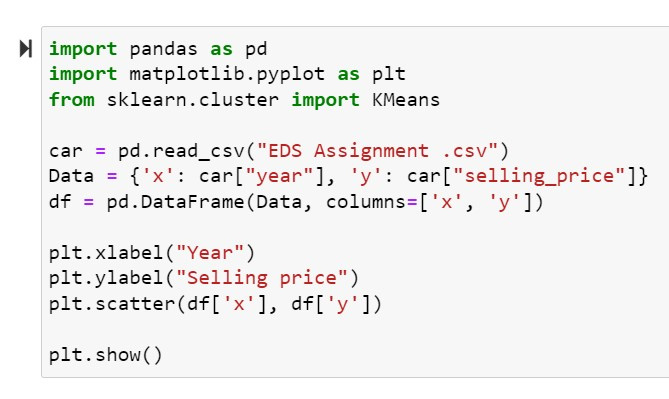 import pandas as pd
import matplotlib.pyplot as plt
from sklearn.cluster import KMeans
car = pd.read_csv("EDS Assignment .csv")
Data = {'x': car["year"], 'y': car["selling_price"]}
df = pd.DataFrame(Data, columns=['x', 'y'])
plt.xlabel("Year")
plt.ylabel("Selling price")
plt.scatter(df['x'], df['y'])
plt.show()